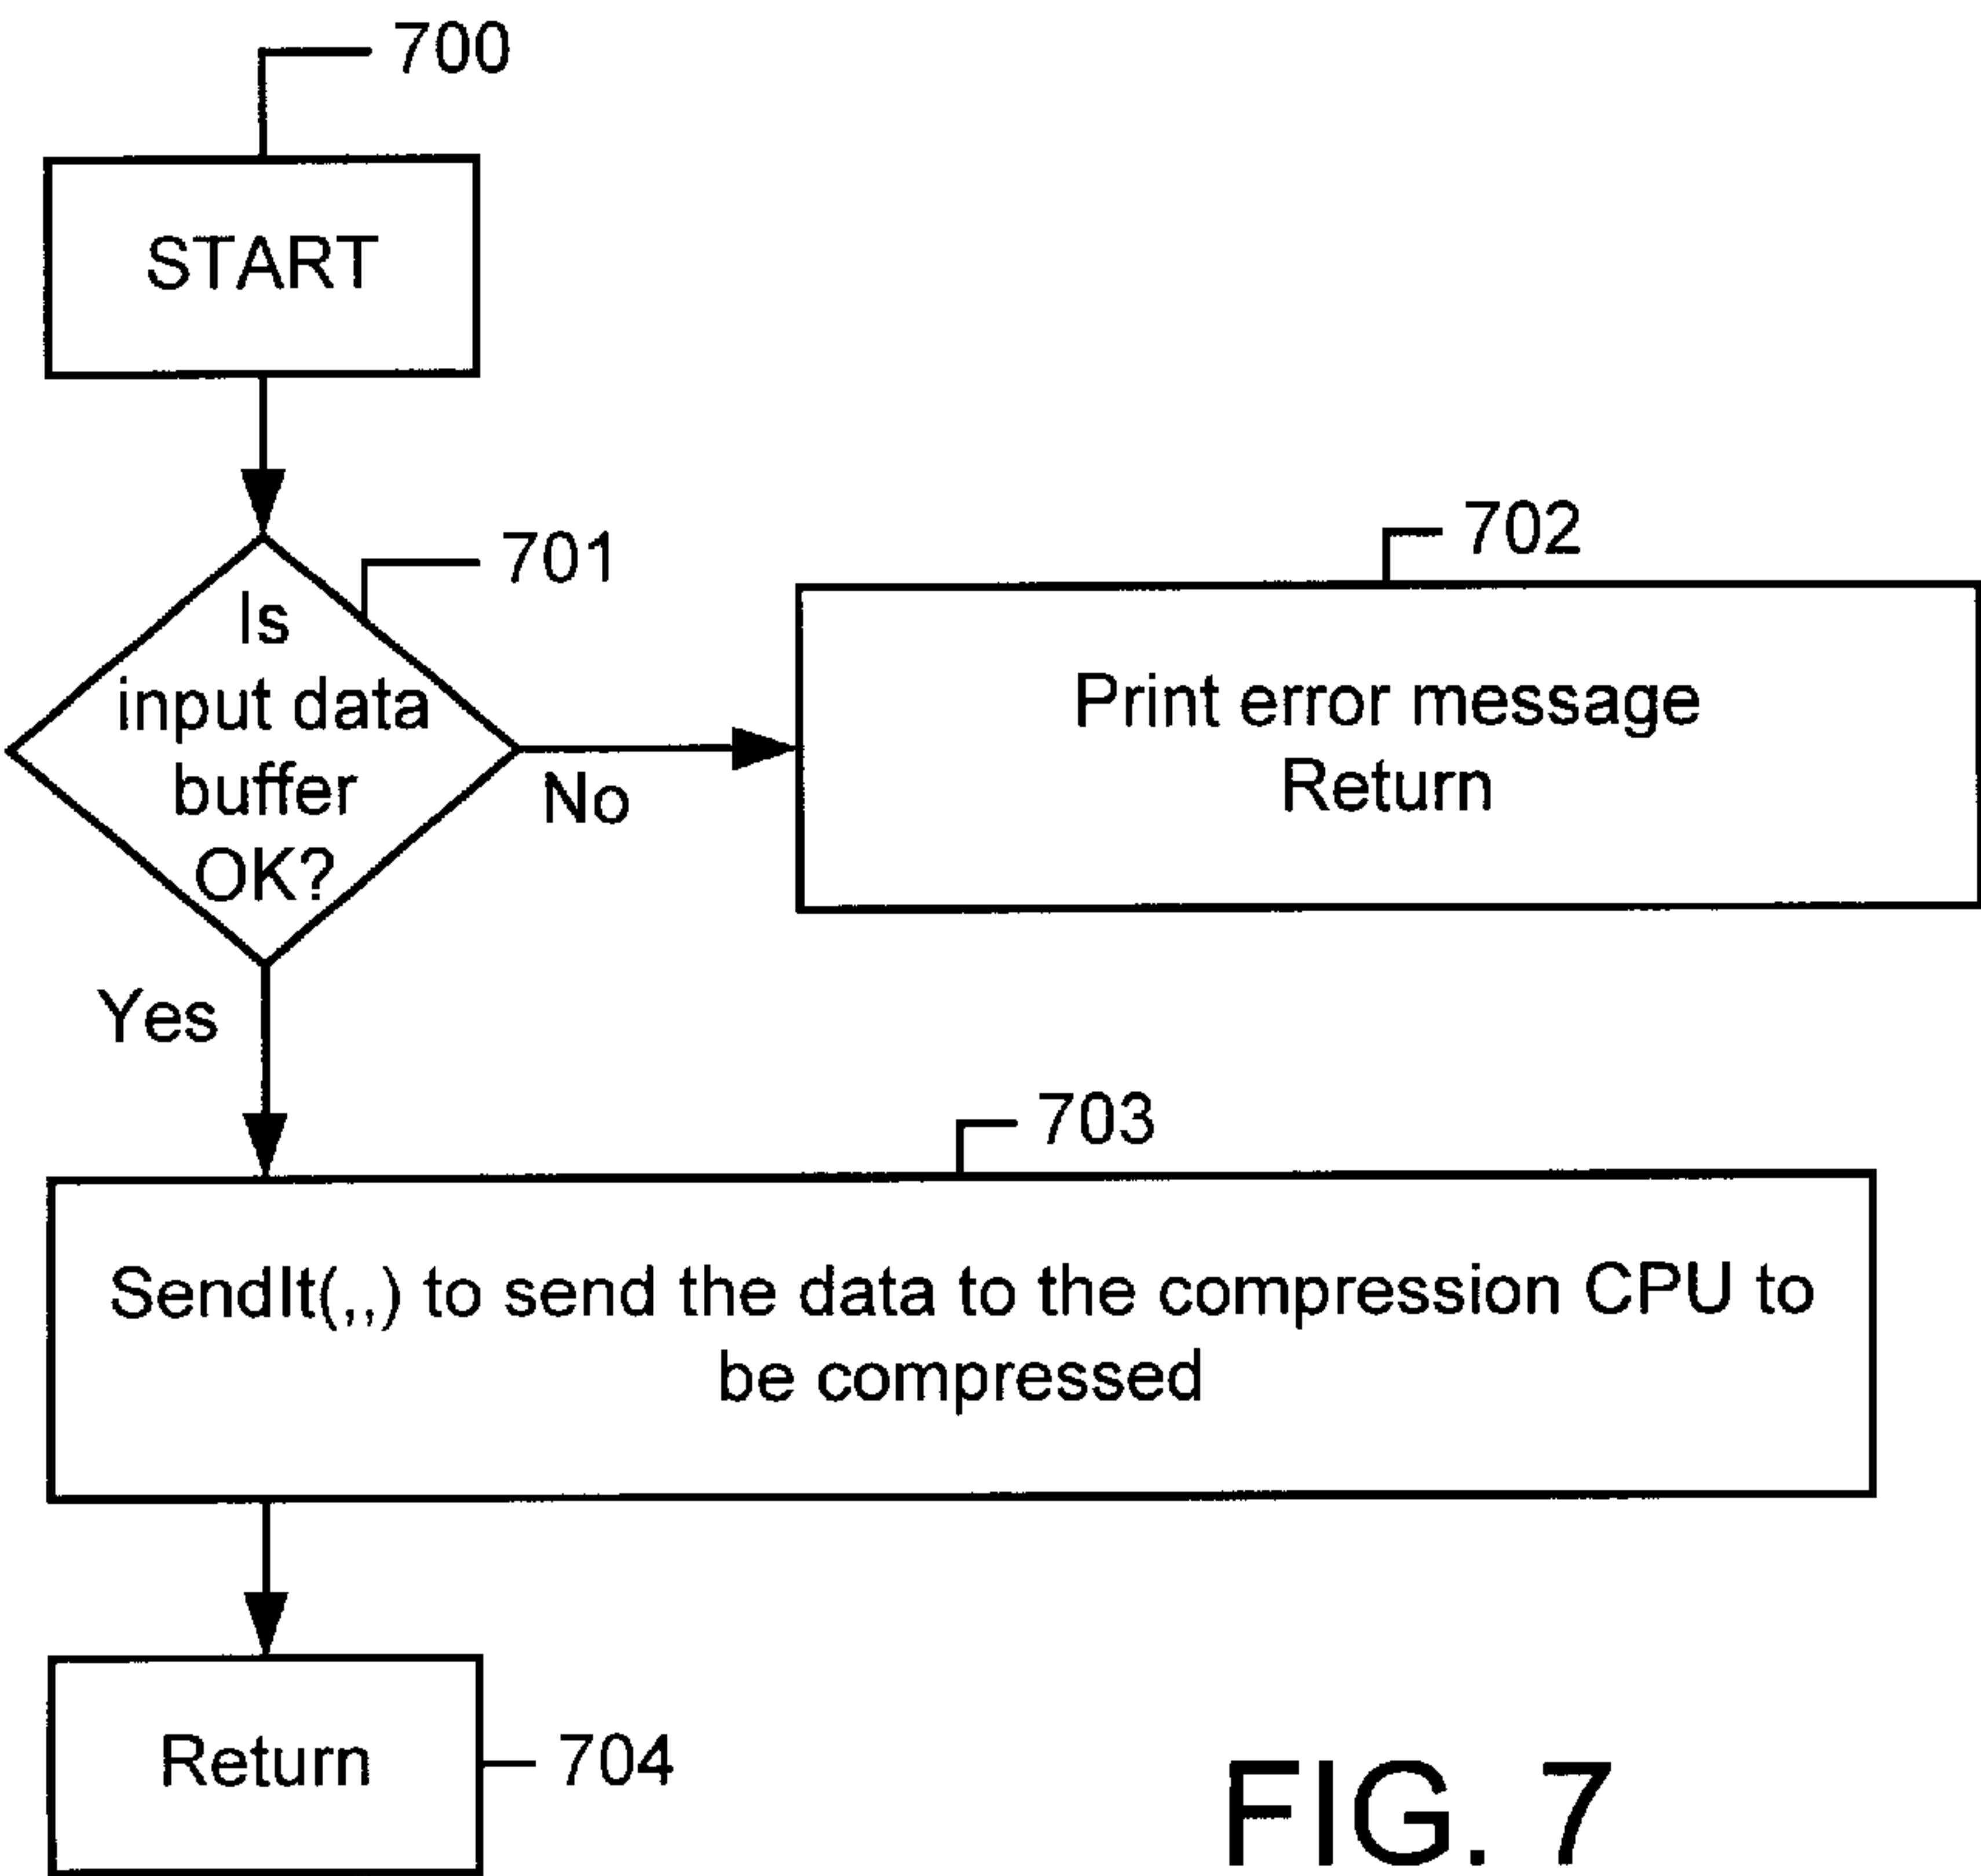 700
START
701
Is
input data
buffer
OK?
No
702
Print error message
Return
Yes
703
SendIt(,,) to send the data to the compression CPU to
be compressed
Return
704
FIG. 7